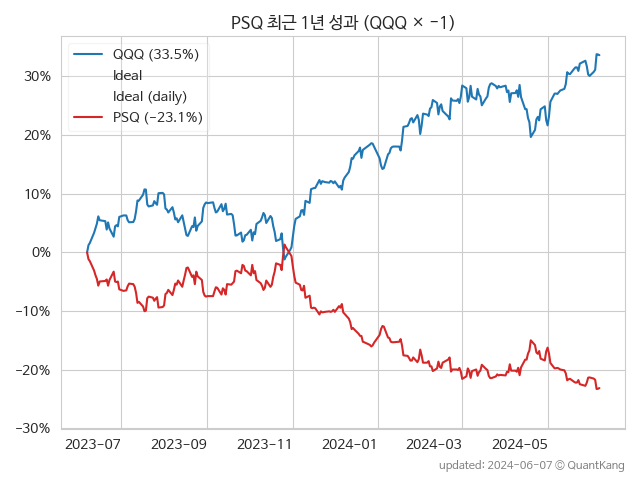 PSQ 최근 1년 성과 (QQQ × −1)
QQQ (33.5%)
Ideal
Ideal (daily)
PSQ (−23.1%)
30%
20%
10%
0%
−10%
−20%
−30%
2023-07
2023-09
2023-11
2024-01
2024-03
2024-05
updated: 2024-06-07 © QuantKang